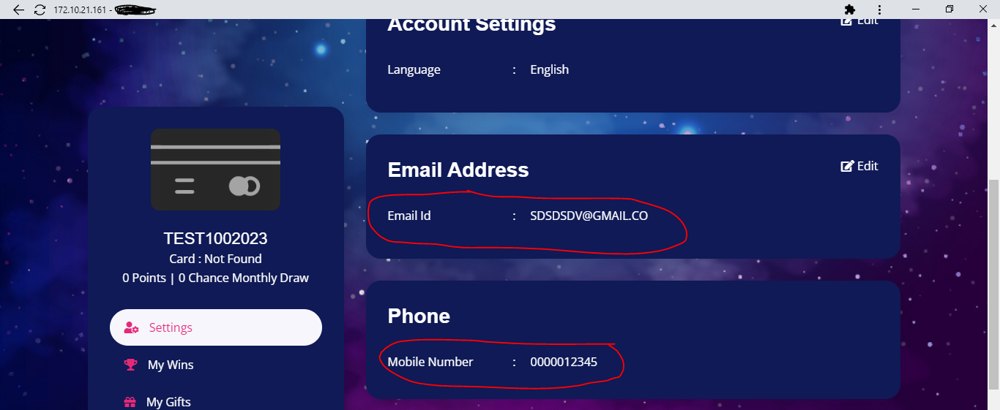 172.10.21.161 -
Account Settings
Edit
Language : English
Email Address
Edit
Email Id : SDSDSDV@GMAIL.CO
TEST1002023
Card : Not Found
0 Points | 0 Chance Monthly Draw
Settings
My Wins
My Gifts
Phone
Mobile Number : 0000012345